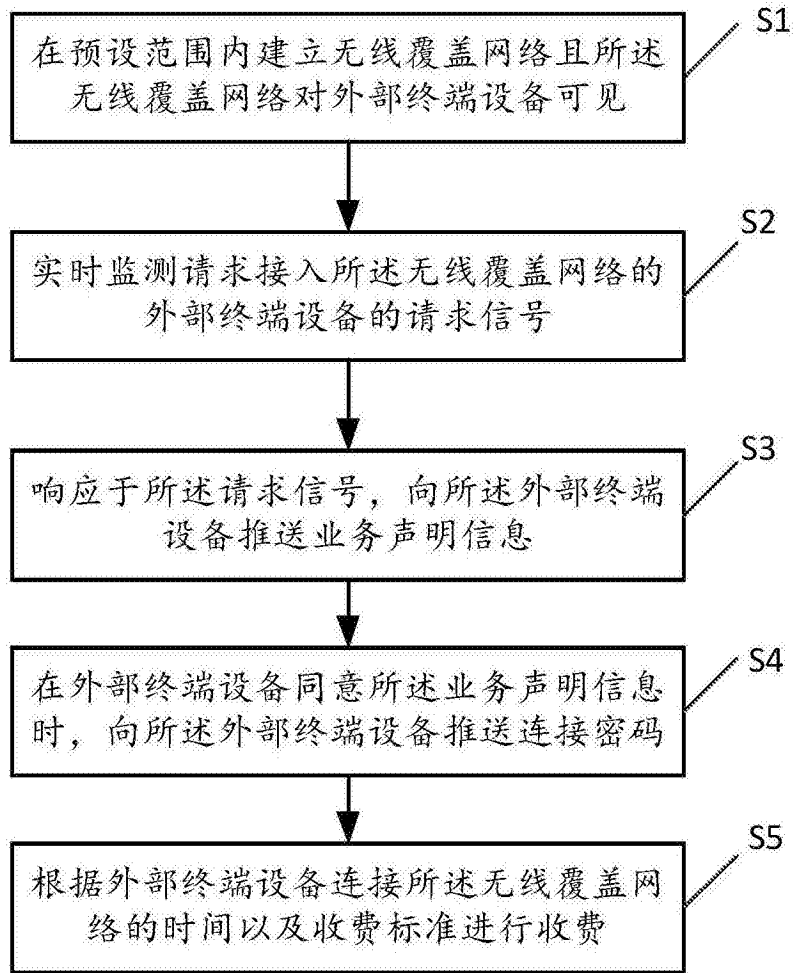 S1
在预设范围内建立无线覆盖网络且所述
无线覆盖网络对外部终端设备可见
S2
实时监测请求接入所述无线覆盖网络的
外部终端设备的请求信号
S3
响应于所述请求信号，向所述外部终端
设备推送业务声明信息
S4
在外部终端设备同意所述业务声明信息
时，向所述外部终端设备推送连接密码
S5
根据外部终端设备连接所述无线覆盖网
络的时间以及收费标准进行收费